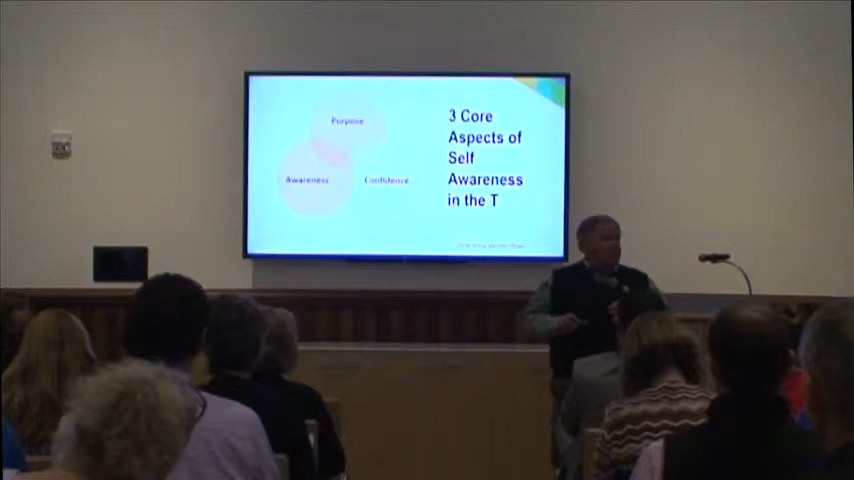 Purpose
Awareness
Confidence
3 Core
Aspects of
Self
Awareness
in the T